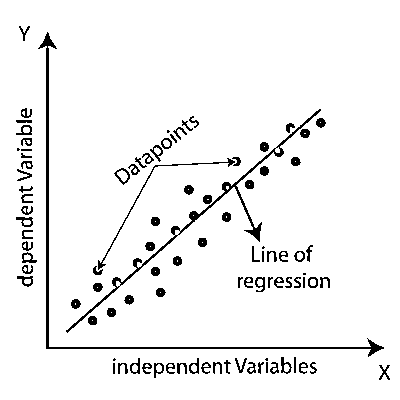 Y
dependent Variable
Datapoints
Line of
regression
independent Variables
X